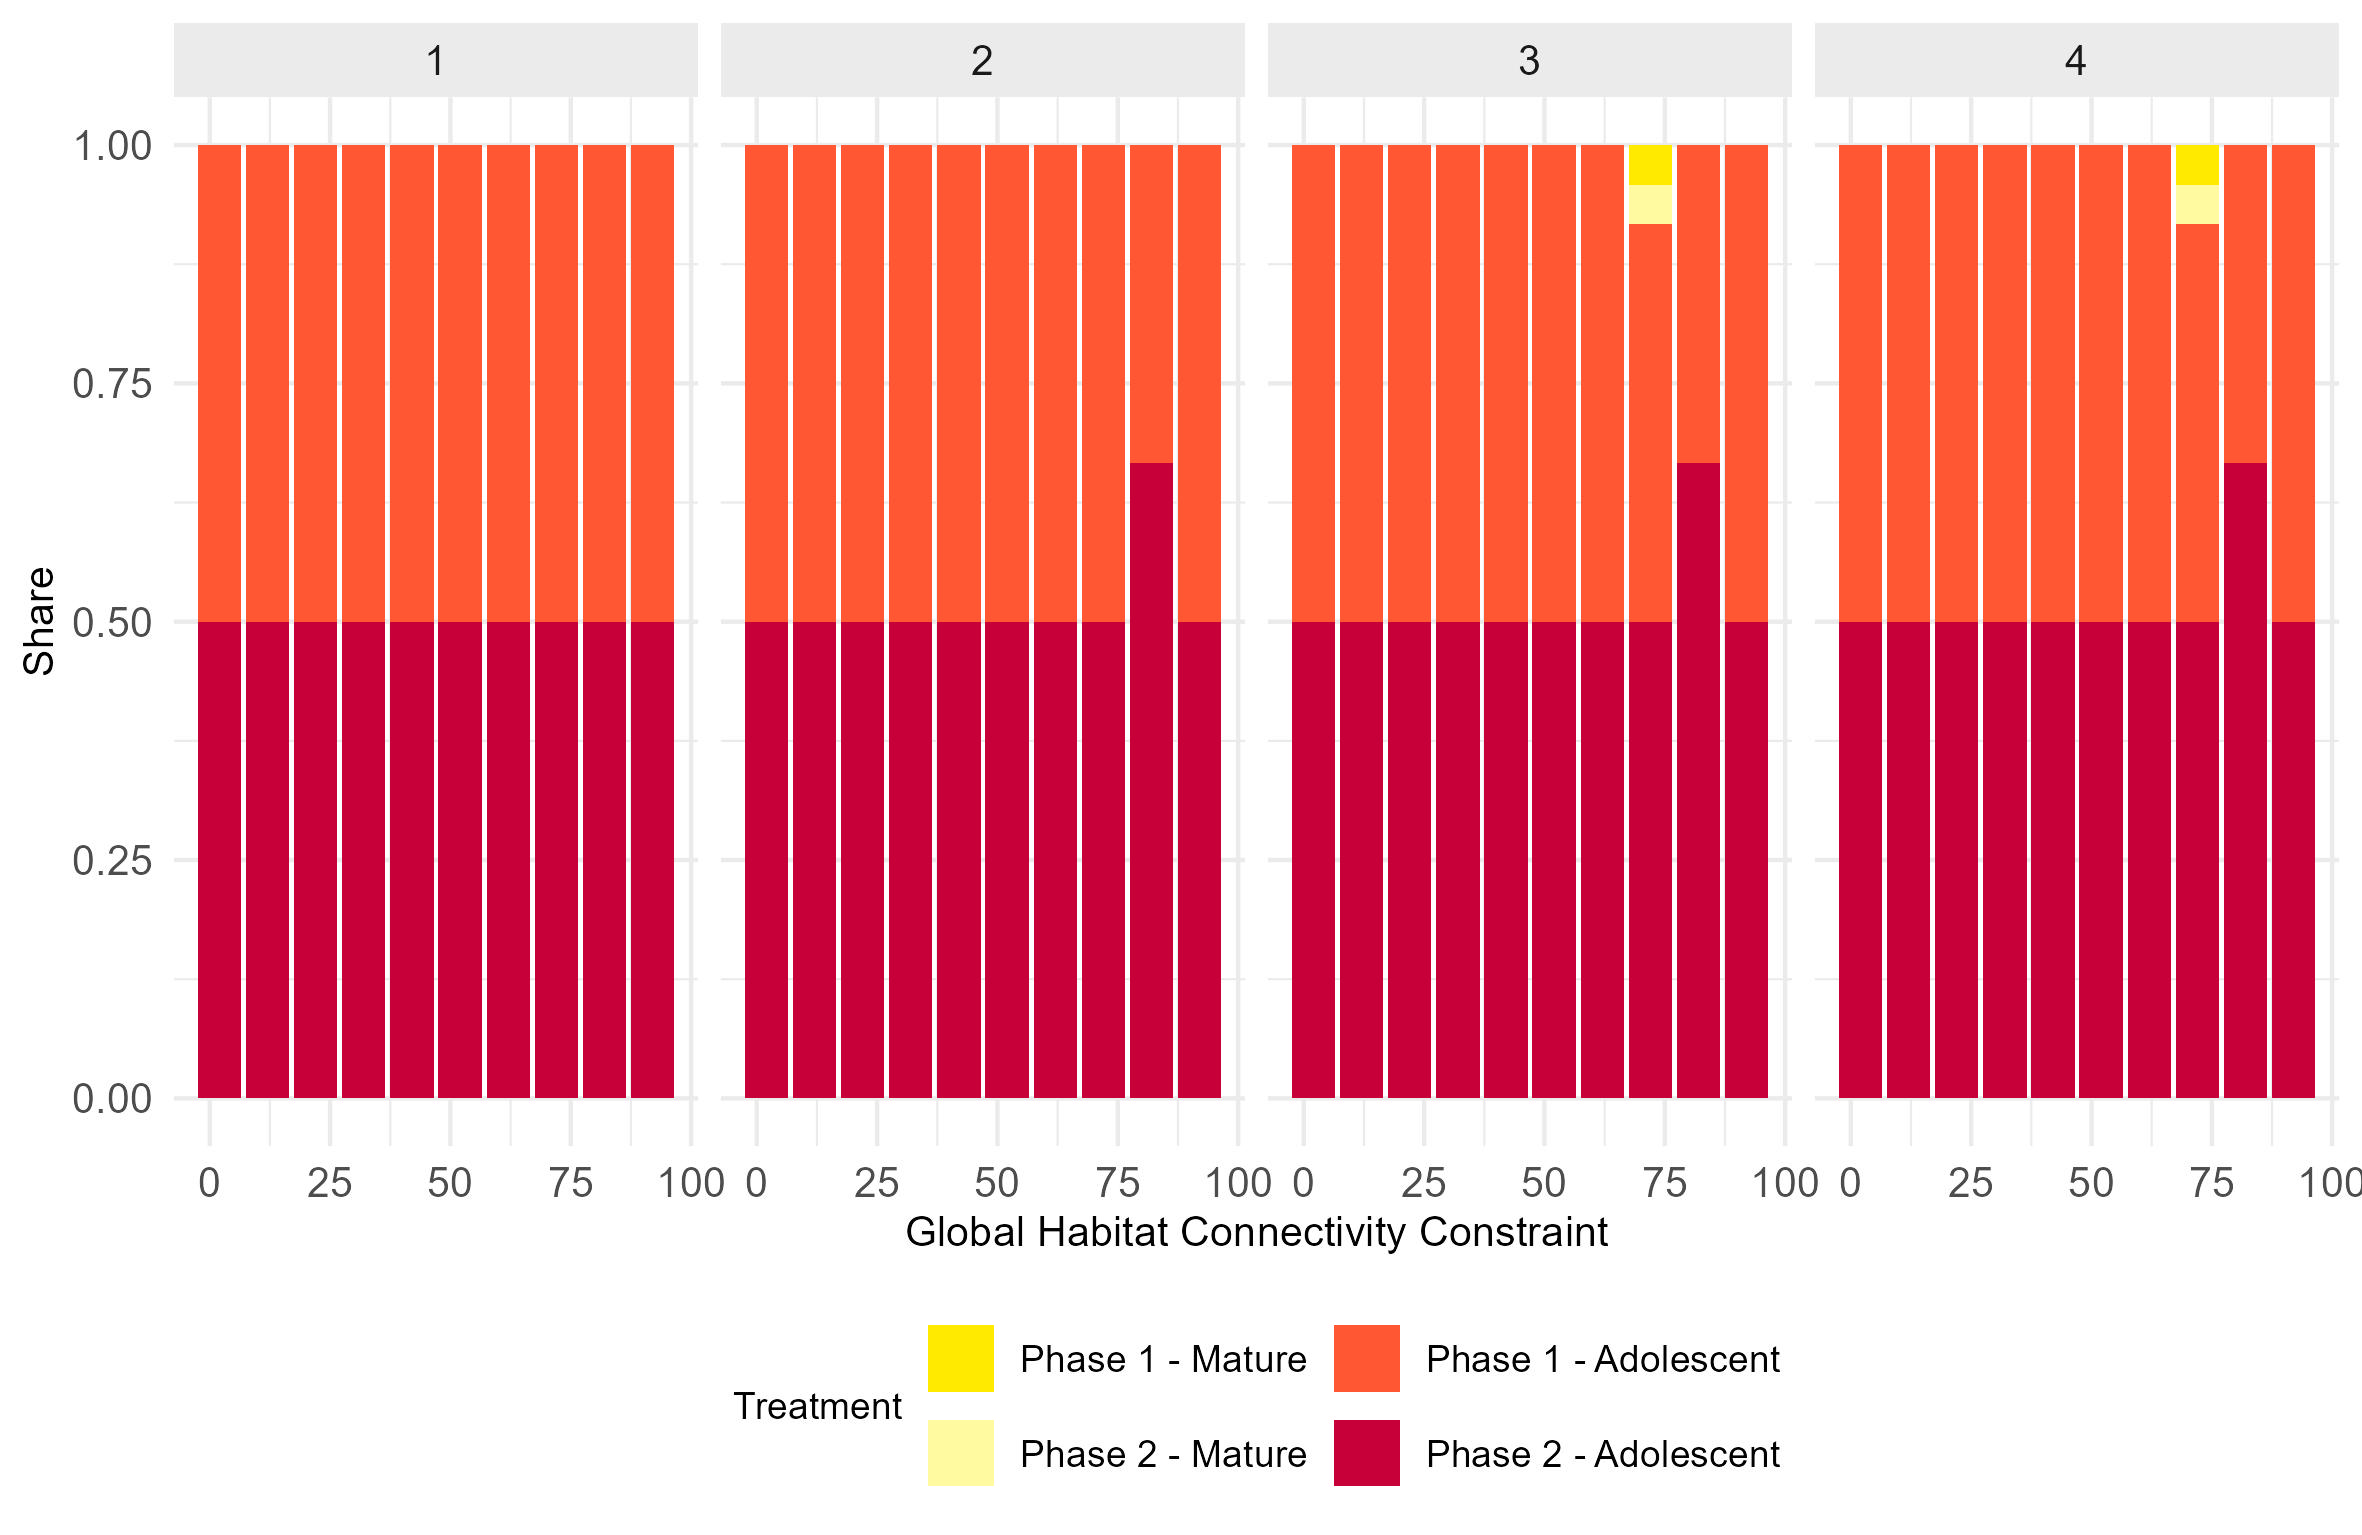 1 2 3 4
1.00
0.75
0.50
0.25
0.00
Share
0 25 50 75 100 0 25 50 75 100 0 25 50 75 100 0 25 50 75 100
Global Habitat Connectivity Constraint
Treatment
Phase 1 - Mature
Phase 2 - Mature
Phase 1 - Adolescent
Phase 2 - Adolescent